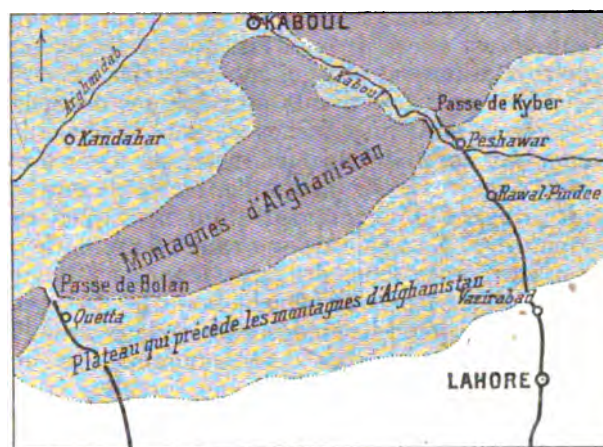 KABOUL
Arghandab
Kaboul
Passe de Kyber
Kandahar
Peshawar
Montagnes d'Afghanistan
Rawal-Pindee
Passe de Bolan
Quetta
Vazirabad
Plateau qui précède les montagnes d'Afghanistan
LAHORE